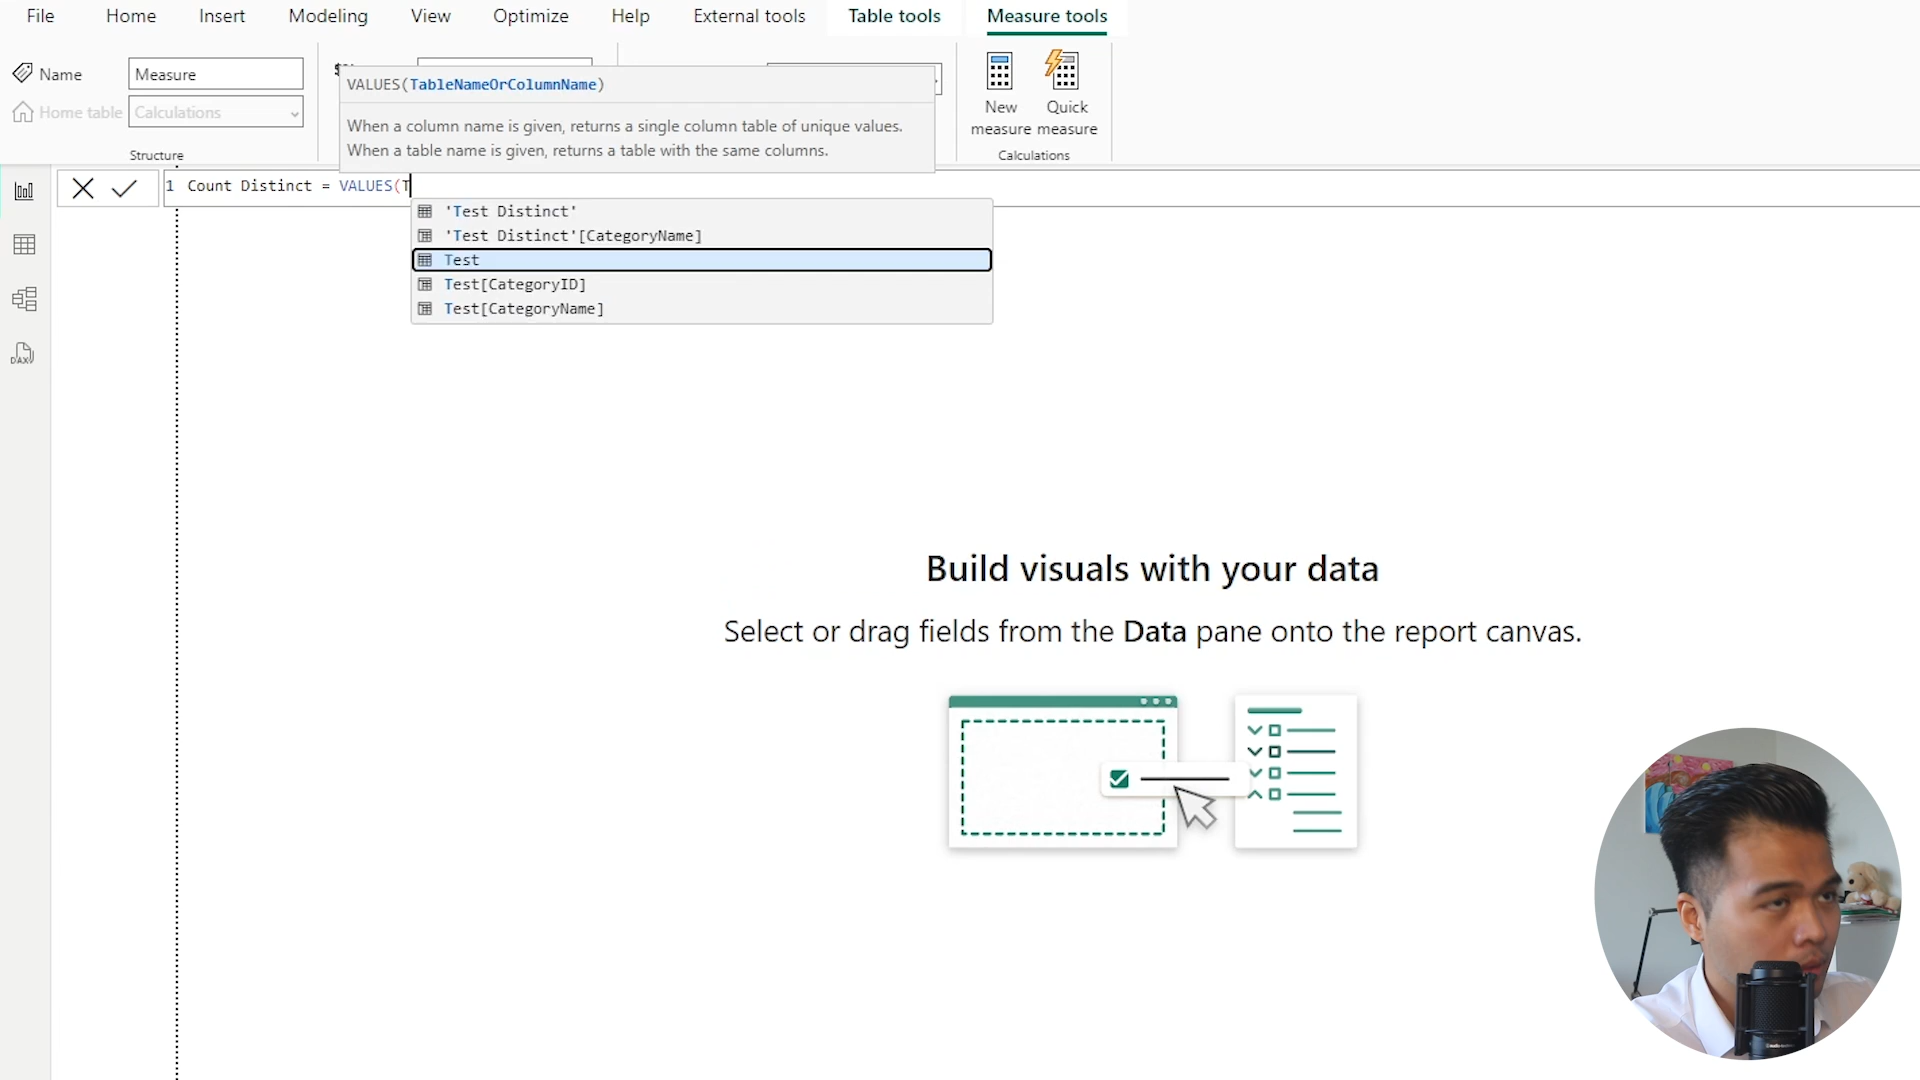 File Home Insert Modeling View Optimize Help External tools Table tools Measure tools
Name Measure
Home table Calculations
Structure
VALUES(TableNameOrColumnName)
When a column name is given, returns a single column table of unique values.
When a table name is given, returns a table with the same columns.
New measure
Quick measure
Calculations
1 Count Distinct = VALUES(T
'Test Distinct'
'Test Distinct'[CategoryName]
Test
Test[CategoryID]
Test[CategoryName]
DAX
Build visuals with your data
Select or drag fields from the Data pane onto the report canvas.